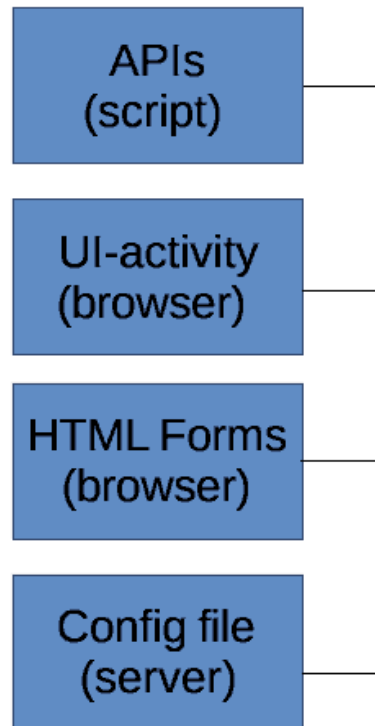 APIs
(script)
UI-activity
(browser)
HTML Forms
(browser)
Config file
(server)